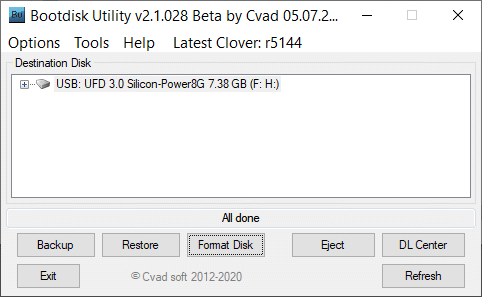 BU Bootdisk Utility v2.1.028 Beta by Cvad 05.07.2...
Options Tools Help Latest Clover: r5144
Destination Disk
USB: UFD 3.0 Silicon-Power8G 7.38 GB (F: H:)
All done
Backup Restore Format Disk Eject DL Center
Exit © Cvad soft 2012-2020 Refresh